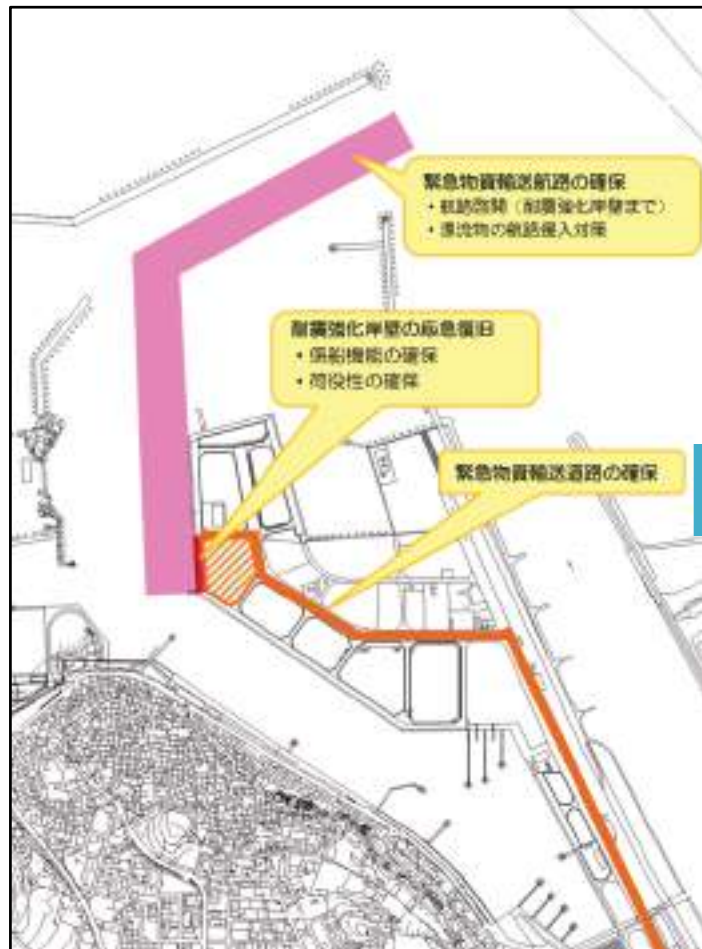 緊急物資輸送航路の確保
・航路啓開（耐震強化岸壁まで）
・漂流物の航路侵入対策
耐震強化岸壁の応急復旧
・係船機能の確保
・荷役性の確保
緊急物資輸送道路の確保